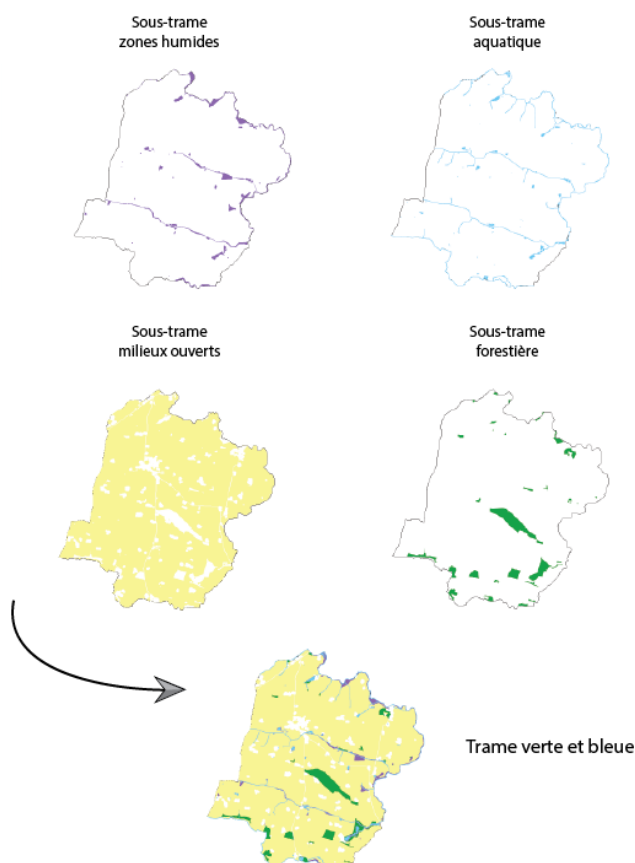 Sous-trame
zones humides
Sous-trame
aquatique
Sous-trame
milieux ouverts
Sous-trame
forestière
Trame verte et bleue